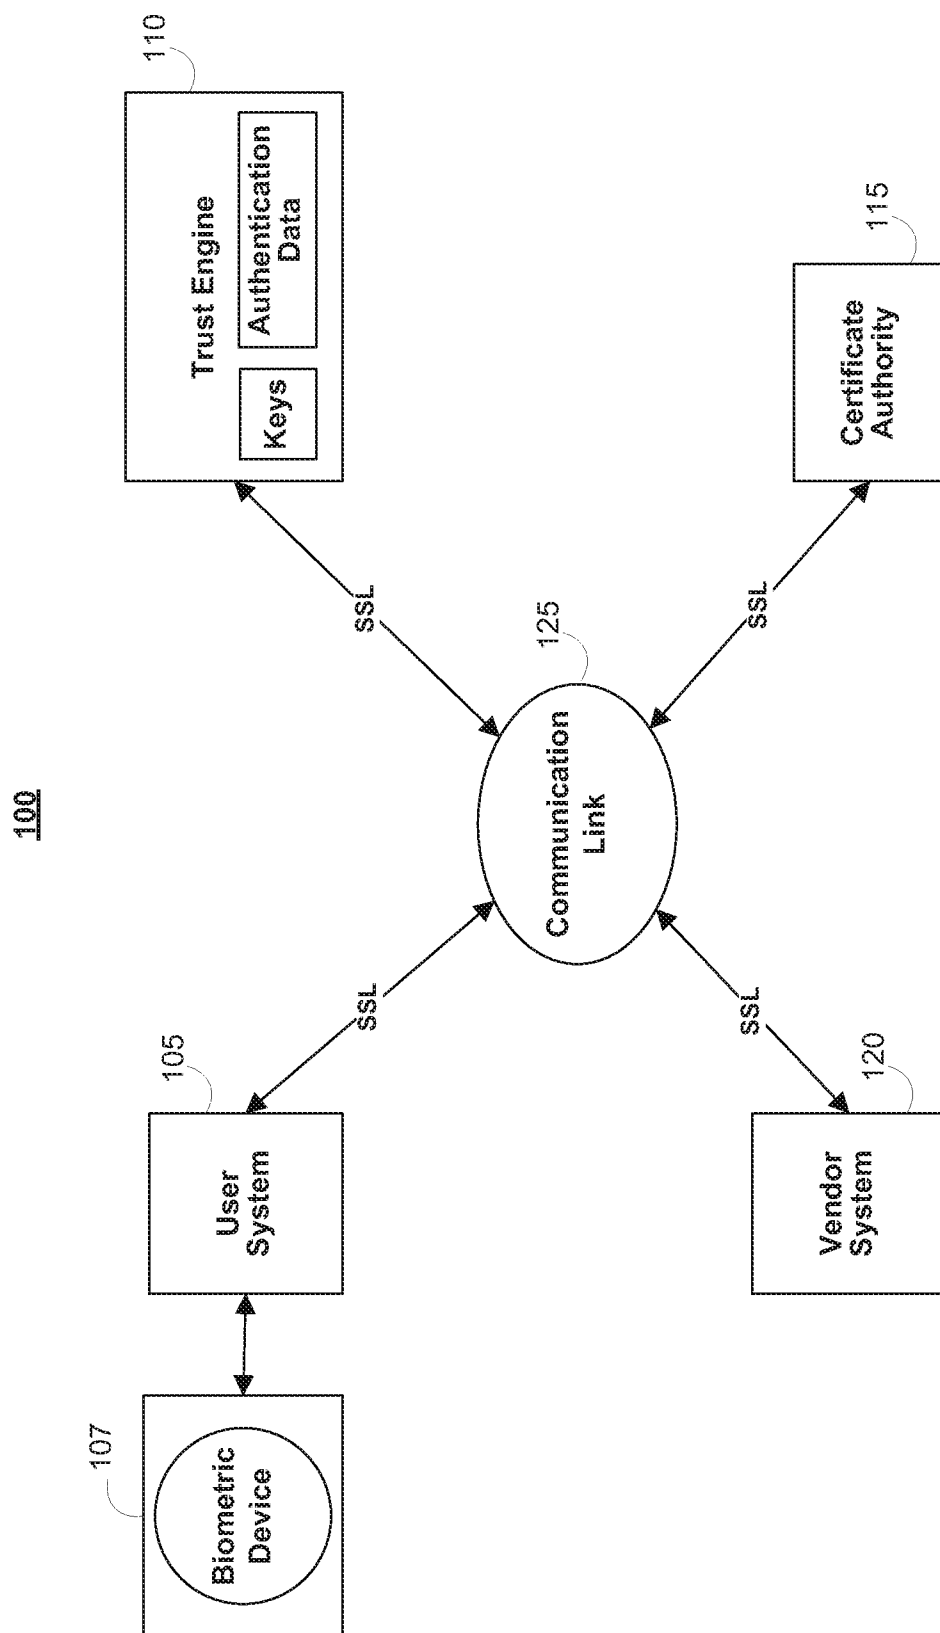 100
107
Biometric
Device
105
User
System
SSL
110
Trust Engine
Keys
Authentication
Data
SSL
125
Communication
Link
SSL
120
Vendor
System
SSL
115
Certificate
Authority